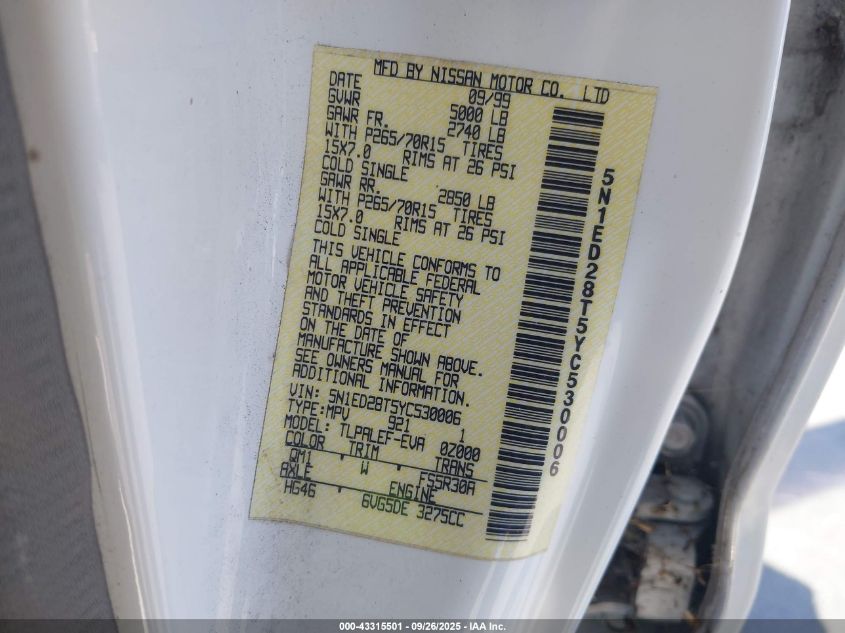 MFD BY NISSAN MOTOR CO. LTD
DATE 09/99
GVWR 5000 LB
GAWR FR. 2740 LB
WITH P265/70R15 TIRES
15X7.0 RIMS AT 26 PSI
COLD SINGLE
GAWR RR. 2850 LB
WITH P265/70R15 TIRES
15X7.0 RIMS AT 26 PSI
COLD SINGLE
THIS VEHICLE CONFORMS TO
ALL APPLICABLE FEDERAL
MOTOR VEHICLE SAFETY
AND THEFT PREVENTION
STANDARDS IN EFFECT
ON THE DATE OF
MANUFACTURE SHOWN ABOVE.
SEE OWNERS MANUAL FOR
ADDITIONAL INFORMATION.
VIN: 5N1ED28T5YC530006
TYPE:MPV 921 1
MODEL: TLPALEF-EVA 0Z000
COLOR TRIM TRANS
QM1 W FS5R30A
AXLE ENGINE
HG46 6VG5DE 3275CC
5N1ED28T5YC530006
000-43315501 - 09/26/2025 - IAA Inc.